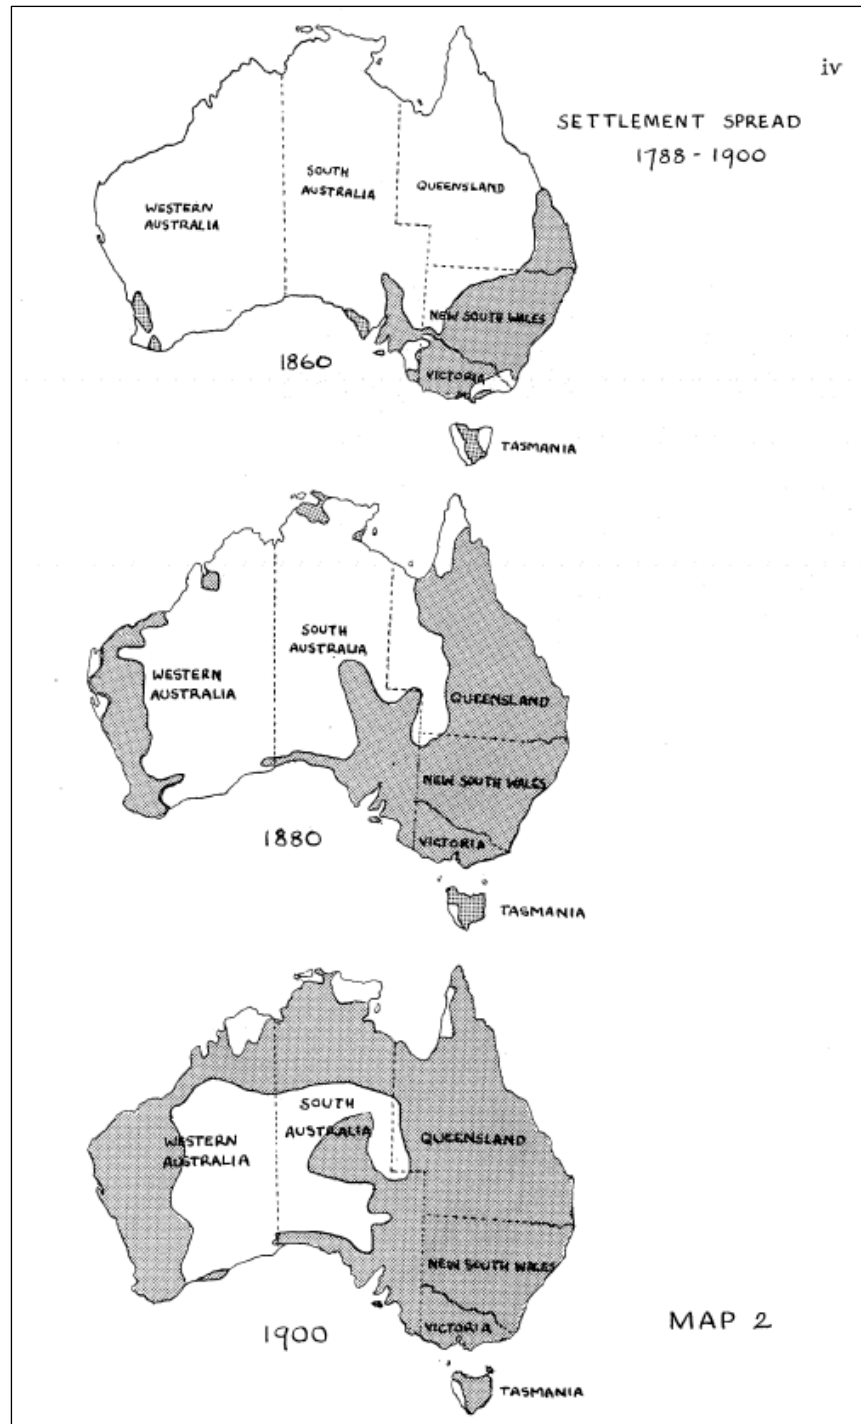 iv
SETTLEMENT SPREAD
1788 - 1900
SOUTH
AUSTRALIA
QUEENSLAND
WESTERN
AUSTRALIA
NEW SOUTH WALES
1860
VICTORIA
TASMANIA
SOUTH
AUSTRALIA
WESTERN
AUSTRALIA
QUEENSLAND
NEW SOUTH WALES
1880
VICTORIA
TASMANIA
SOUTH
AUSTRALIA
WESTERN
AUSTRALIA
QUEENSLAND
NEW SOUTH WALES
1900
VICTORIA
MAP 2
TASMANIA